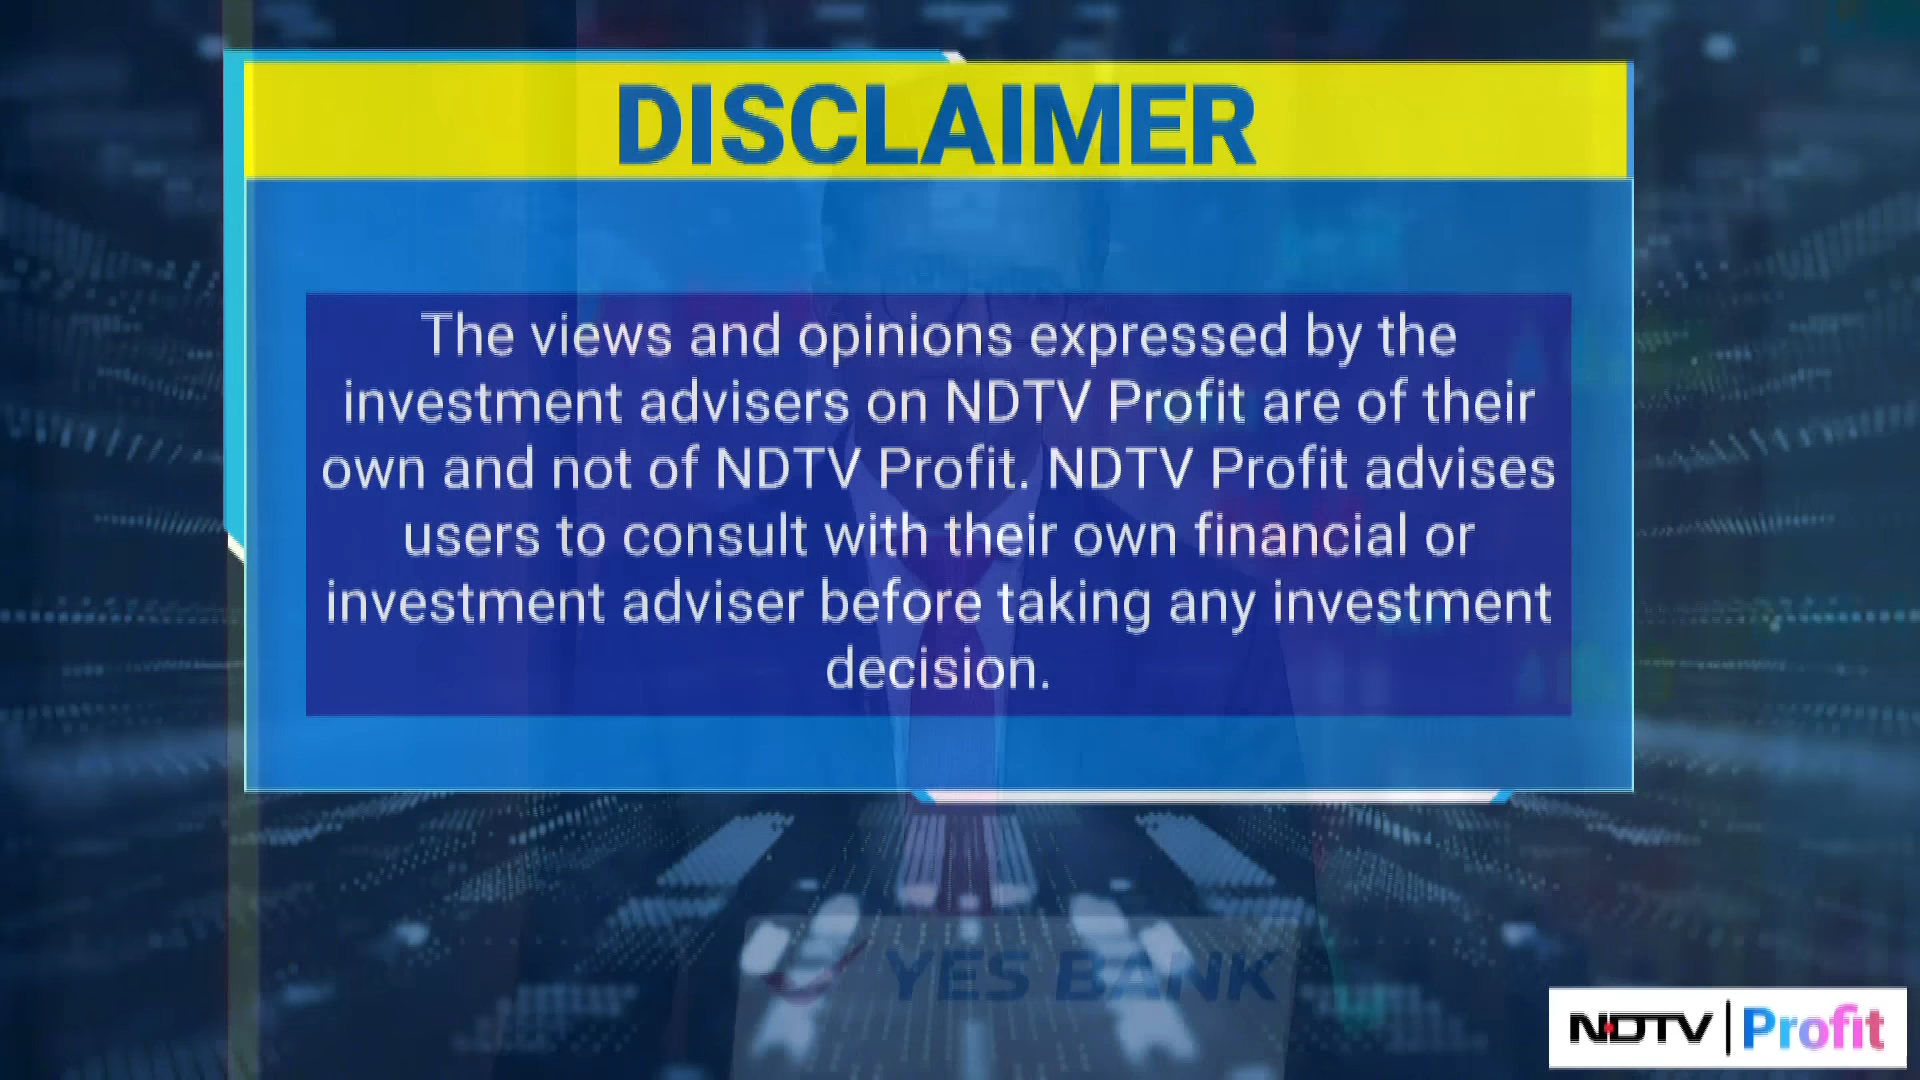 DISCLAIMER
The views and opinions expressed by the
investment advisers on NDTV Profit are of their
own and not of NDTV Profit. NDTV Profit advises
users to consult with their own financial or
investment adviser before taking any investment
decision.
YES BANK
NDTV Profit